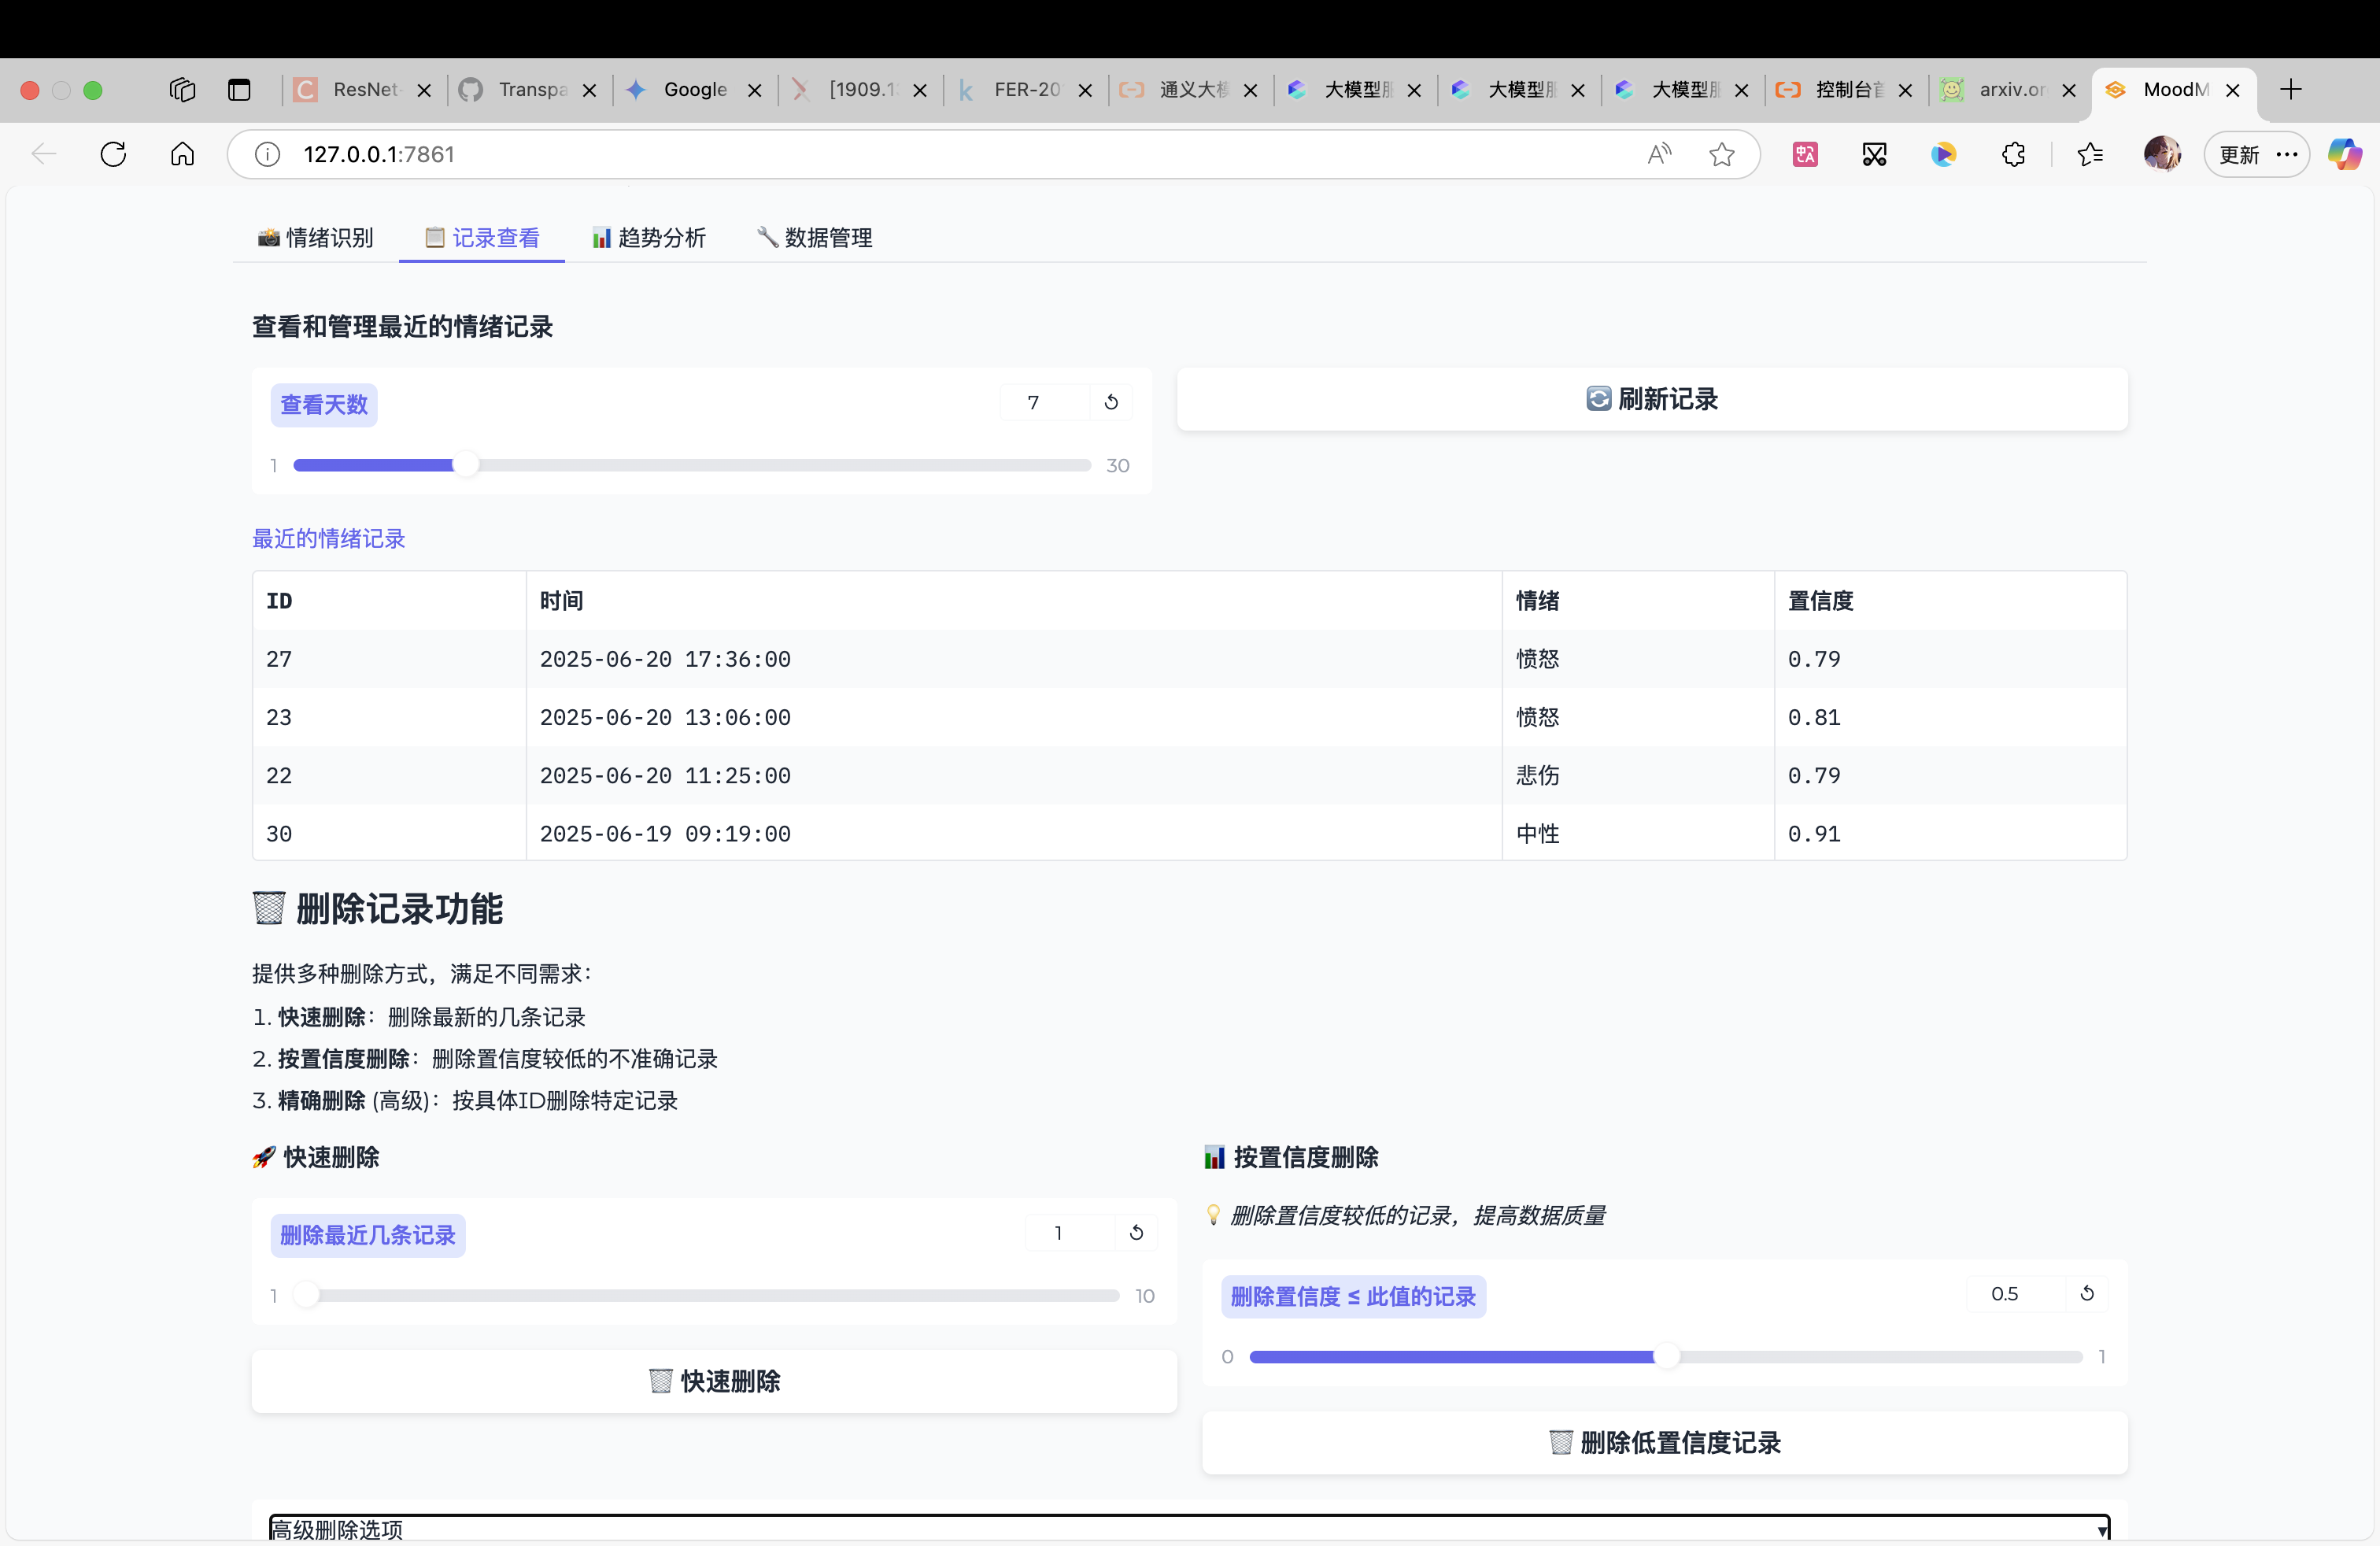 ResNet- Transpa Google [1909.1 FER-20 通义大模 大模型服 大模型服 大模型服 控制台首 arxiv.or MoodM
127.0.0.1:7861 更新
📸 情绪识别 📋 记录查看 📊 趋势分析 🔧 数据管理
查看和管理最近的情绪记录
查看天数 7
🔄 刷新记录
1 30
最近的情绪记录
ID 时间 情绪 置信度
27 2025-06-20 17:36:00 愤怒 0.79
23 2025-06-20 13:06:00 愤怒 0.81
22 2025-06-20 11:25:00 悲伤 0.79
30 2025-06-19 09:19:00 中性 0.91
🗑️ 删除记录功能
提供多种删除方式，满足不同需求：
1. 快速删除：删除最新的几条记录
2. 按置信度删除：删除置信度较低的不准确记录
3. 精确删除 (高级)：按具体ID删除特定记录
🚀 快速删除
删除最近几条记录 1
1 10
🗑️ 快速删除
📊 按置信度删除
💡 删除置信度较低的记录，提高数据质量
删除置信度 ≤ 此值的记录 0.5
0 1
🗑️ 删除低置信度记录
高级删除选项